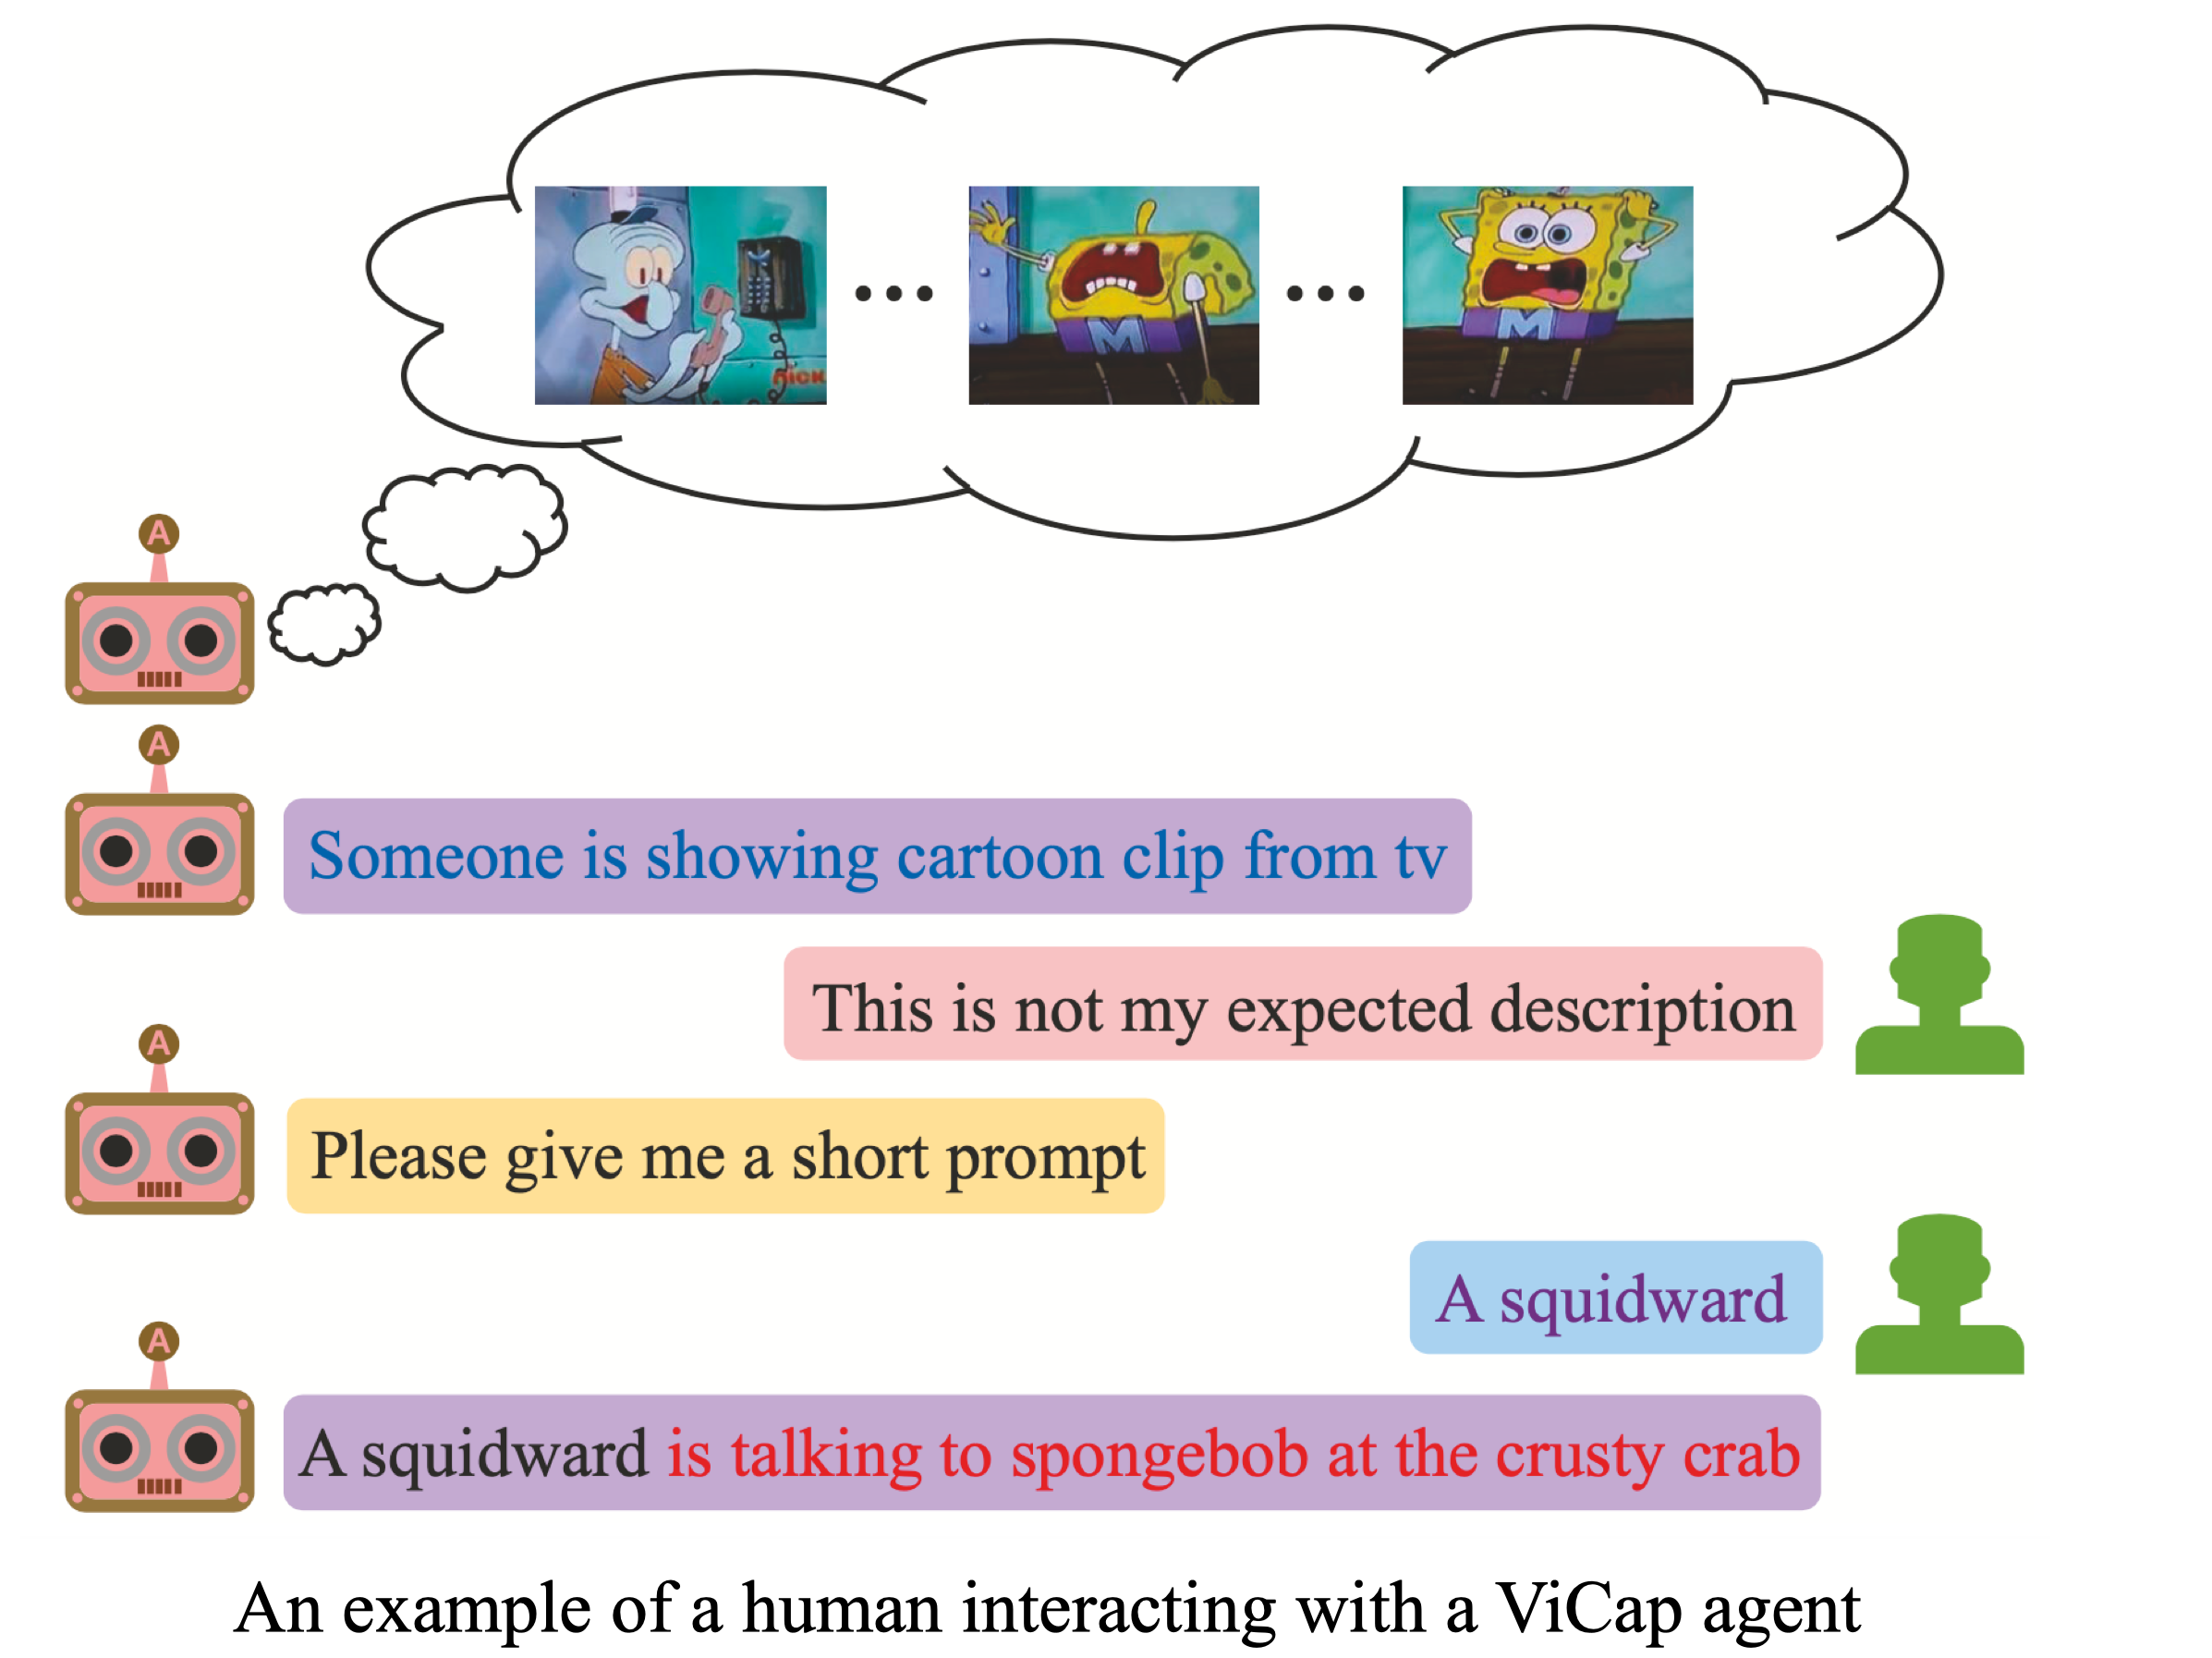 NICK
M
M
A
A
Someone is showing cartoon clip from tv
This is not my expected description
A
Please give me a short prompt
A squidward
A
A squidward is talking to spongebob at the crusty crab
An example of a human interacting with a ViCap agent